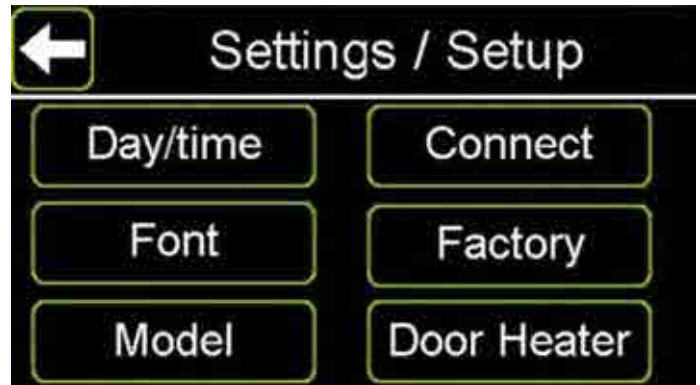 Settings / Setup
Day/time
Connect
Font
Factory
Model
Door Heater